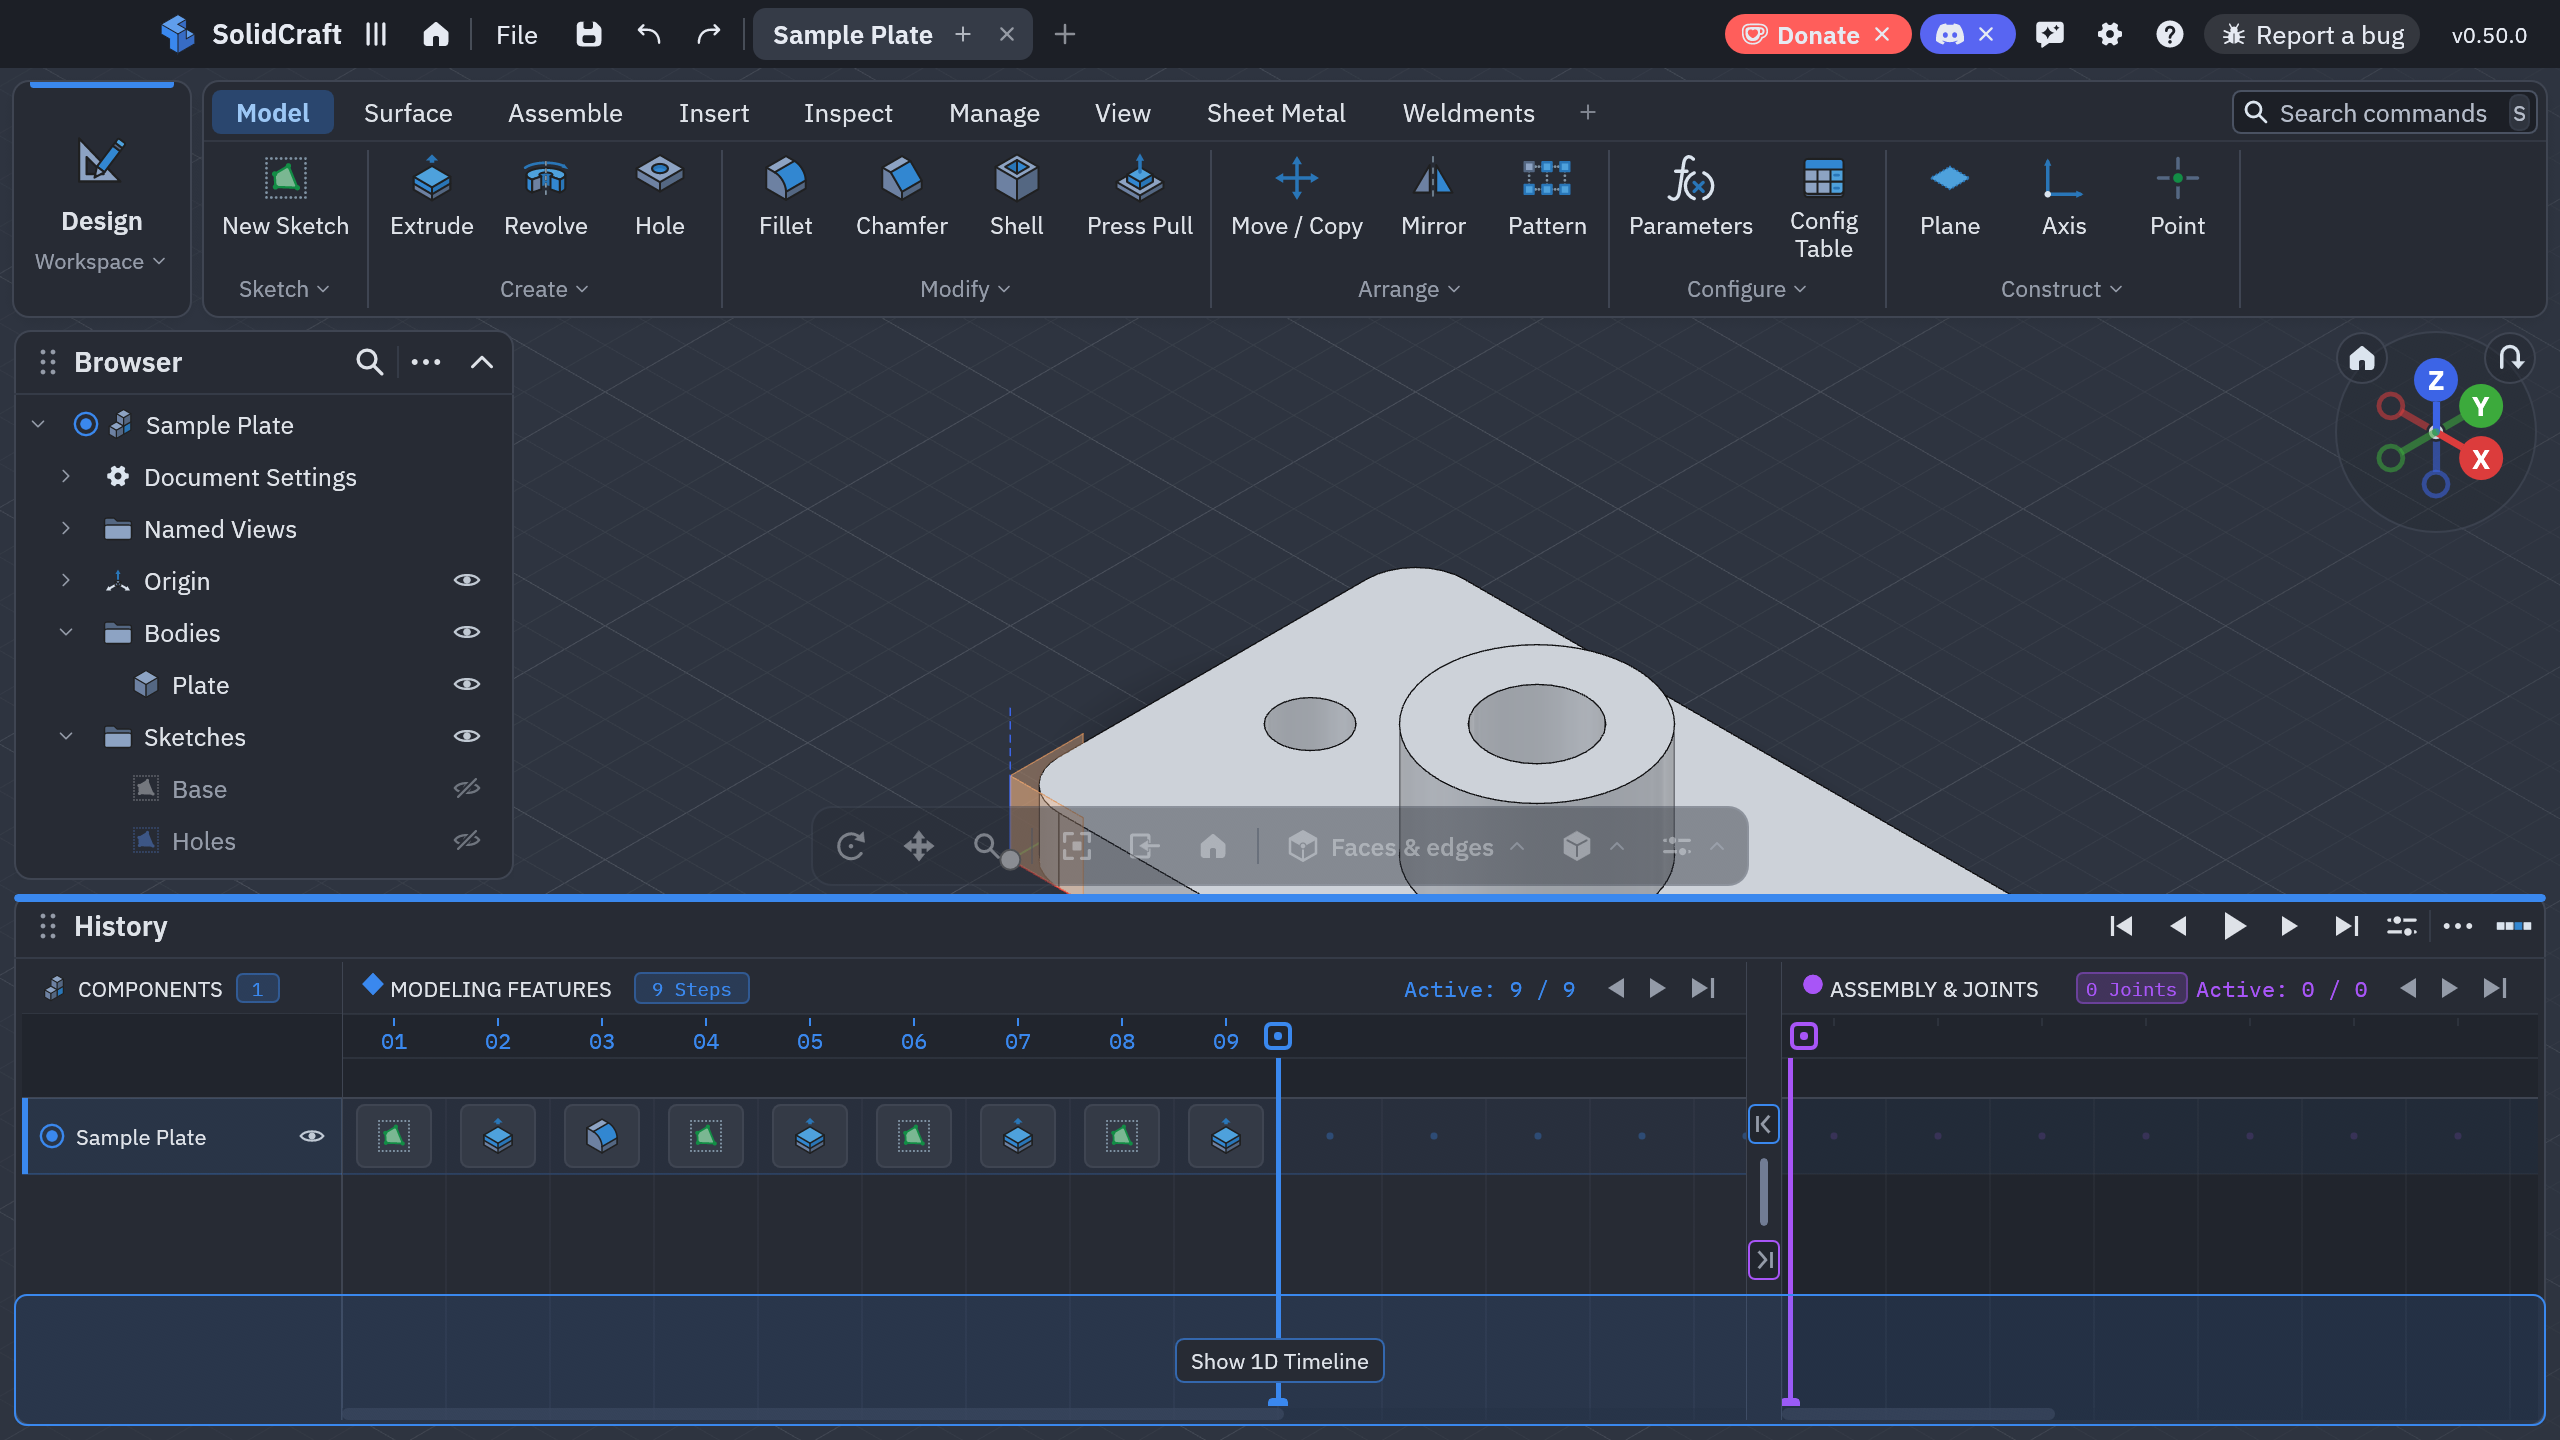 SolidCraft File Sample Plate Donate Report a bug v0.50.0
Model Surface Assemble Insert Inspect Manage View Sheet Metal Weldments Search commands S
Design
Workspace
New Sketch Extrude Revolve Hole Fillet Chamfer Shell Press Pull Move / Copy Mirror Pattern Parameters Config Table Plane Axis Point
Sketch Create Modify Arrange Configure Construct
Browser
Sample Plate
Document Settings
Named Views
Origin
Bodies
Plate
Sketches
Base
Holes
Z
Y
X
Faces & edges
History
COMPONENTS 1 MODELING FEATURES 9 Steps Active: 9 / 9 ASSEMBLY & JOINTS 0 Joints Active: 0 / 0
01 02 03 04 05 06 07 08 09
Sample Plate
Show 1D Timeline